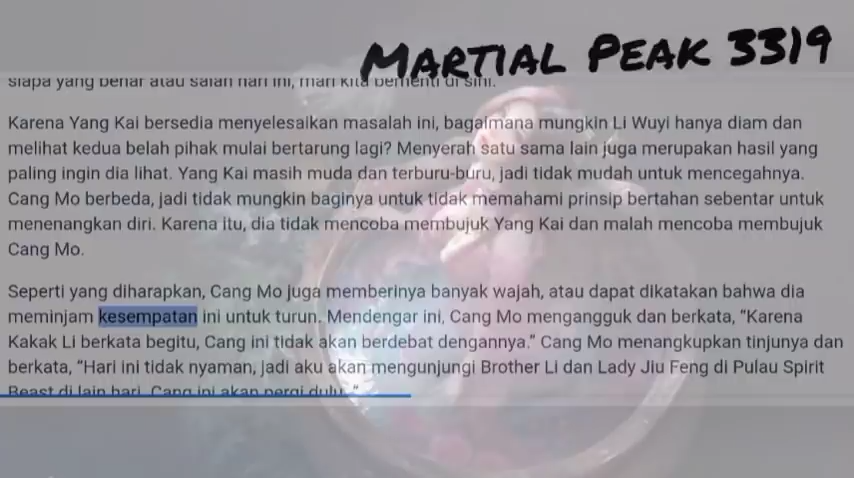 MARTIAL PEAK 3319
siapa yang benar atau salah hari ini, mari kita berhenti di sini.
Karena Yang Kai bersedia menyelesaikan masalah ini, bagaimana mungkin Li Wuyi hanya diam dan
melihat kedua belah pihak mulai bertarung lagi? Menyerah satu sama lain juga merupakan hasil yang
paling ingin dia lihat. Yang Kai masih muda dan terburu-buru, jadi tidak mudah untuk mencegahnya.
Cang Mo berbeda, jadi tidak mungkin baginya untuk tidak memahami prinsip bertahan sebentar untuk
menenangkan diri. Karena itu, dia tidak mencoba membujuk Yang Kai dan malah mencoba membujuk
Cang Mo.
Seperti yang diharapkan, Cang Mo juga memberinya banyak wajah, atau dapat dikatakan bahwa dia
meminjam kesempatan ini untuk turun. Mendengar ini, Cang Mo mengangguk dan berkata, “Karena
Kakak Li berkata begitu, Cang ini tidak akan berdebat dengannya.” Cang Mo menangkupkan tinjunya dan
berkata, “Hari ini tidak nyaman, jadi aku akan mengunjungi Brother Li dan Lady Jiu Feng di Pulau Spirit
Beast di lain hari. Cang ini akan pergi dulu. “